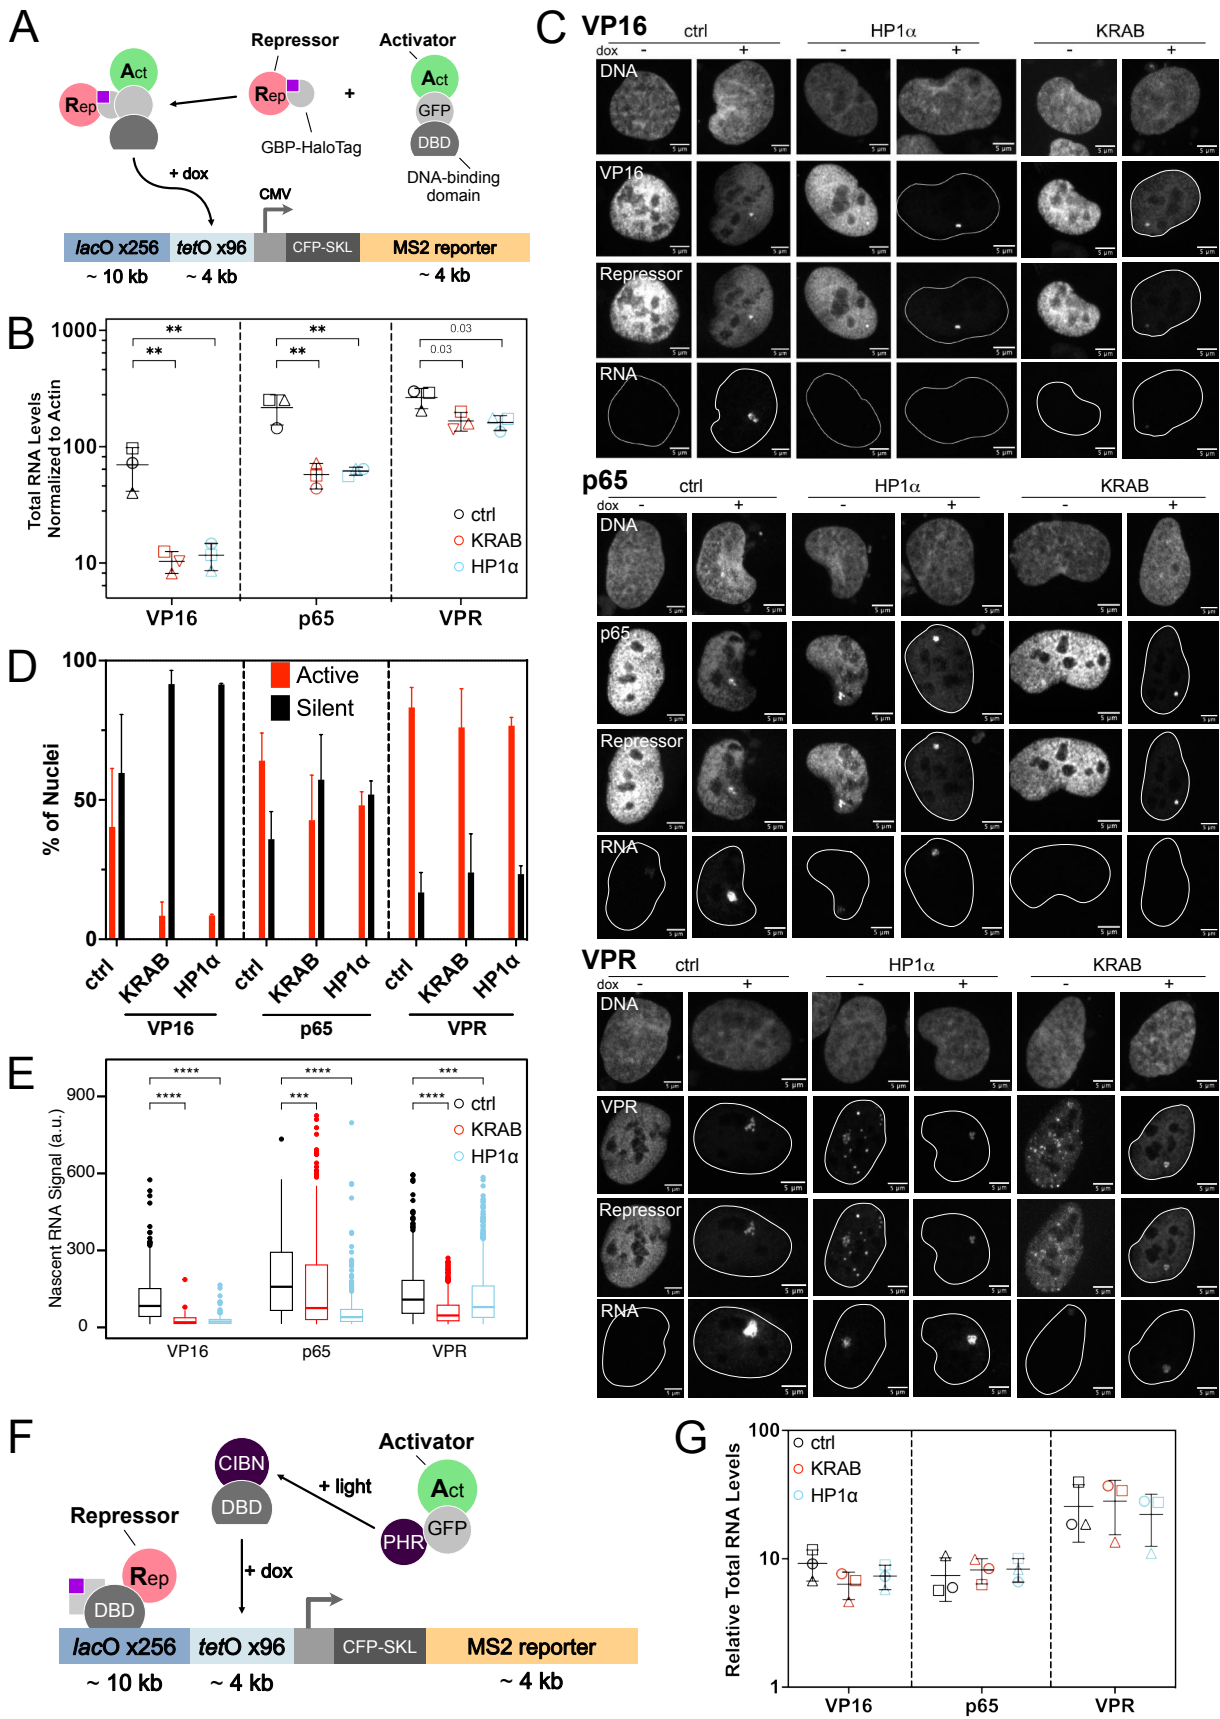 A
Repressor
Activator
Act
Rep
Rep
+
Act
GFP
DBD
GBP-HaloTag
DNA-binding
domain
+ dox
CMV
lacO x256
tetO x96
CFP-SKL
MS2 reporter
~ 10 kb
~ 4 kb
~ 4 kb
B
Total RNA Levels
Normalized to Actin
1000
100
10
**
**
**
**
0.03
0.03
ctrl
KRAB
HP1α
VP16
p65
VPR
C
VP16
ctrl
HP1α
KRAB
dox - + - + - +
DNA
VP16
Repressor
RNA
5 µm
p65
ctrl
HP1α
KRAB
dox - + - + - +
DNA
p65
Repressor
RNA
5 µm
VPR
ctrl
HP1α
KRAB
dox - + - + - +
DNA
VPR
Repressor
RNA
5 µm
D
% of Nuclei
100
50
0
Active
Silent
ctrl
KRAB
HP1α
ctrl
KRAB
HP1α
ctrl
KRAB
HP1α
VP16
p65
VPR
E
Nascent RNA Signal (a.u.)
900
600
300
0
****
****
****
***
***
****
ctrl
KRAB
HP1α
VP16
p65
VPR
F
CIBN
DBD
+ light
Activator
Act
GFP
PHR
Repressor
Rep
DBD
+ dox
lacO x256
tetO x96
CFP-SKL
MS2 reporter
~ 10 kb
~ 4 kb
~ 4 kb
G
Relative Total RNA Levels
100
10
1
ctrl
KRAB
HP1α
VP16
p65
VPR